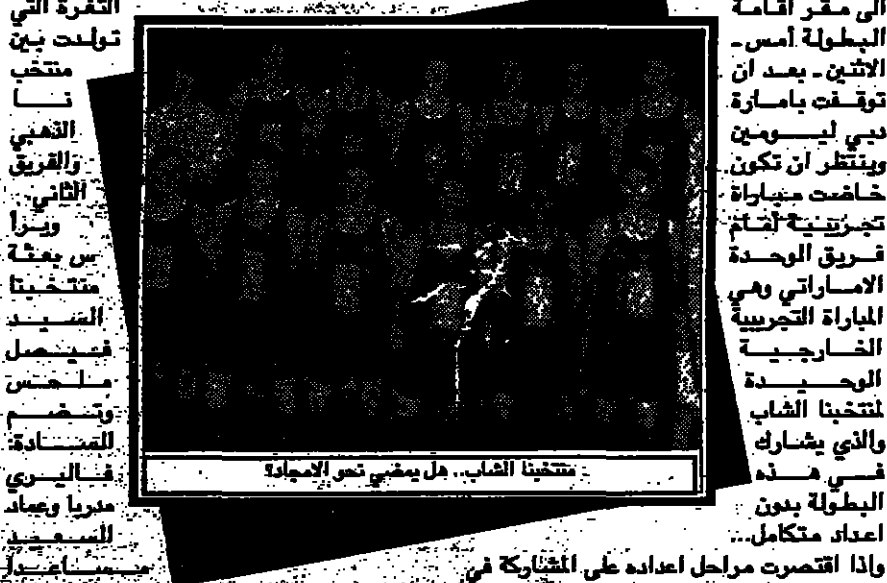 الى مقر اقامة
البطولة أمس ـ
الاثنين ـ بعد ان
توقفت بامارة
دبي ليومين
وينتظر ان تكون
خاضت مباراة
تجريبية أمام
فريق الوحدة
الاماراتي وهي
المباراة التجريبية
الخارجية
الوحيدة
لمنتخبنا الشاب
والذي يشارك
في هذه
البطولة بدون
اعداد متكامل...
واذا اقتصرت مراحل اعداده على المشاركة في
الثغرة التي
تولدت بين
منتخب
نا
الذهبي
والفريق
الثاني.
ويرأ
س بعثة
منتخبنا
السيد
فيصل
ملحس
وتضم
السادة:
فاليري
مدربا وعماد
السعيد
مساعدا
منتخبنا الشاب.. هل يمضي نحو الامجاد؟